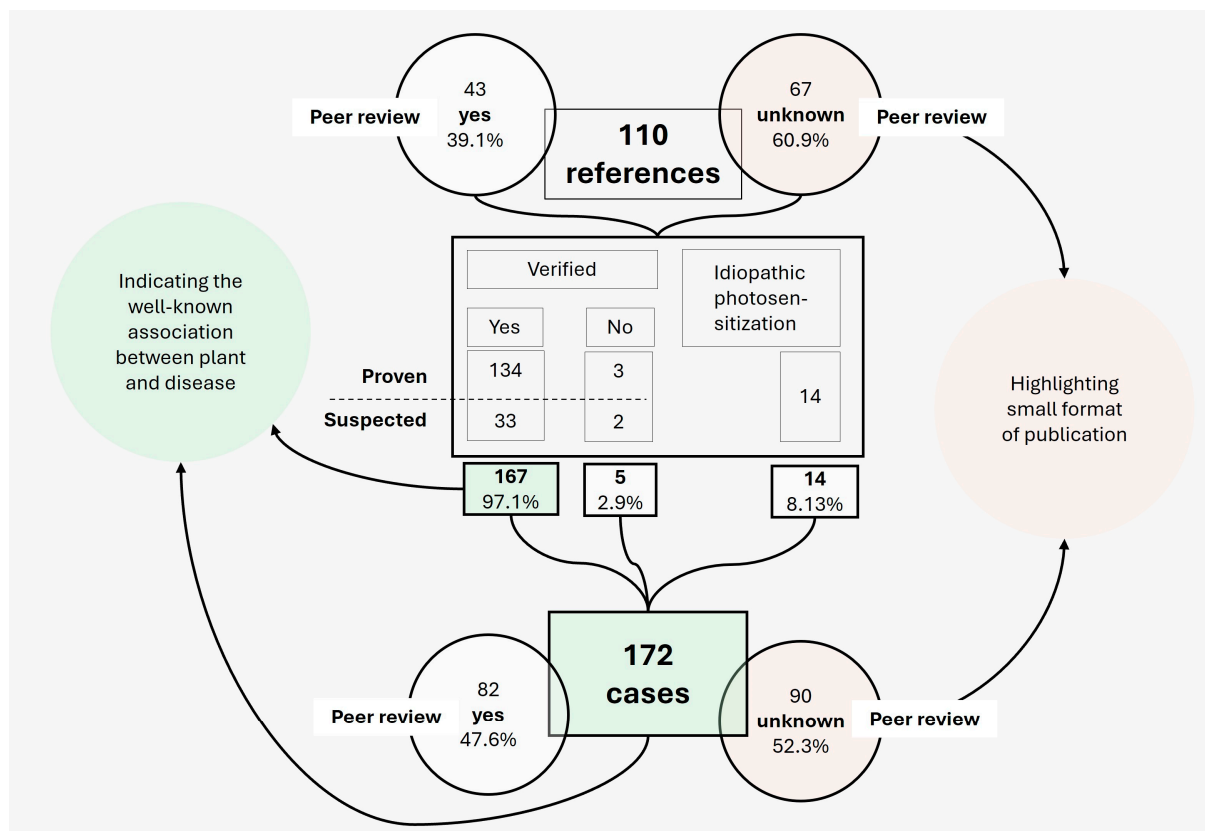 43
yes
39.1%
Peer review
110
references
67
unknown
60.9%
Peer review
Verified
Idiopathic
photosen-
sitization
Yes
No
Proven
134
3
14
Suspected
33
2
167
97.1%
5
2.9%
14
8.13%
Indicating the
well-known
association
between plant
and disease
Highlighting
small format
of publication
172
cases
Peer review
82
yes
47.6%
90
unknown
52.3%
Peer review